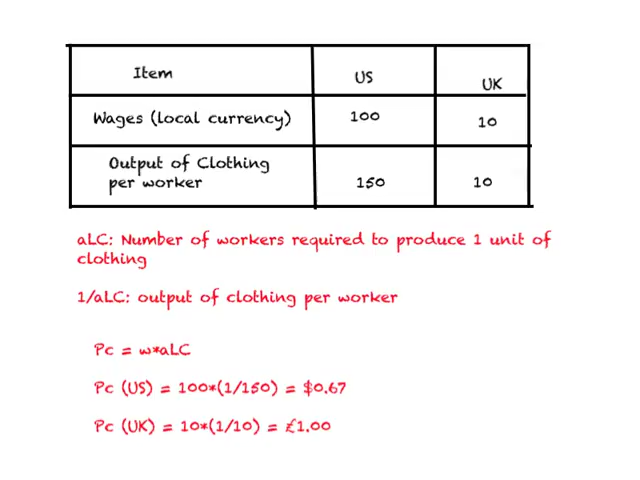 Item US UK
Wages (local currency) 100 10
Output of Clothing
per worker 150 10
aLC: Number of workers required to produce 1 unit of
clothing
1/aLC: output of clothing per worker
Pc = w*aLC
Pc (US) = 100*(1/150) = $0.67
Pc (UK) = 10*(1/10) = £1.00